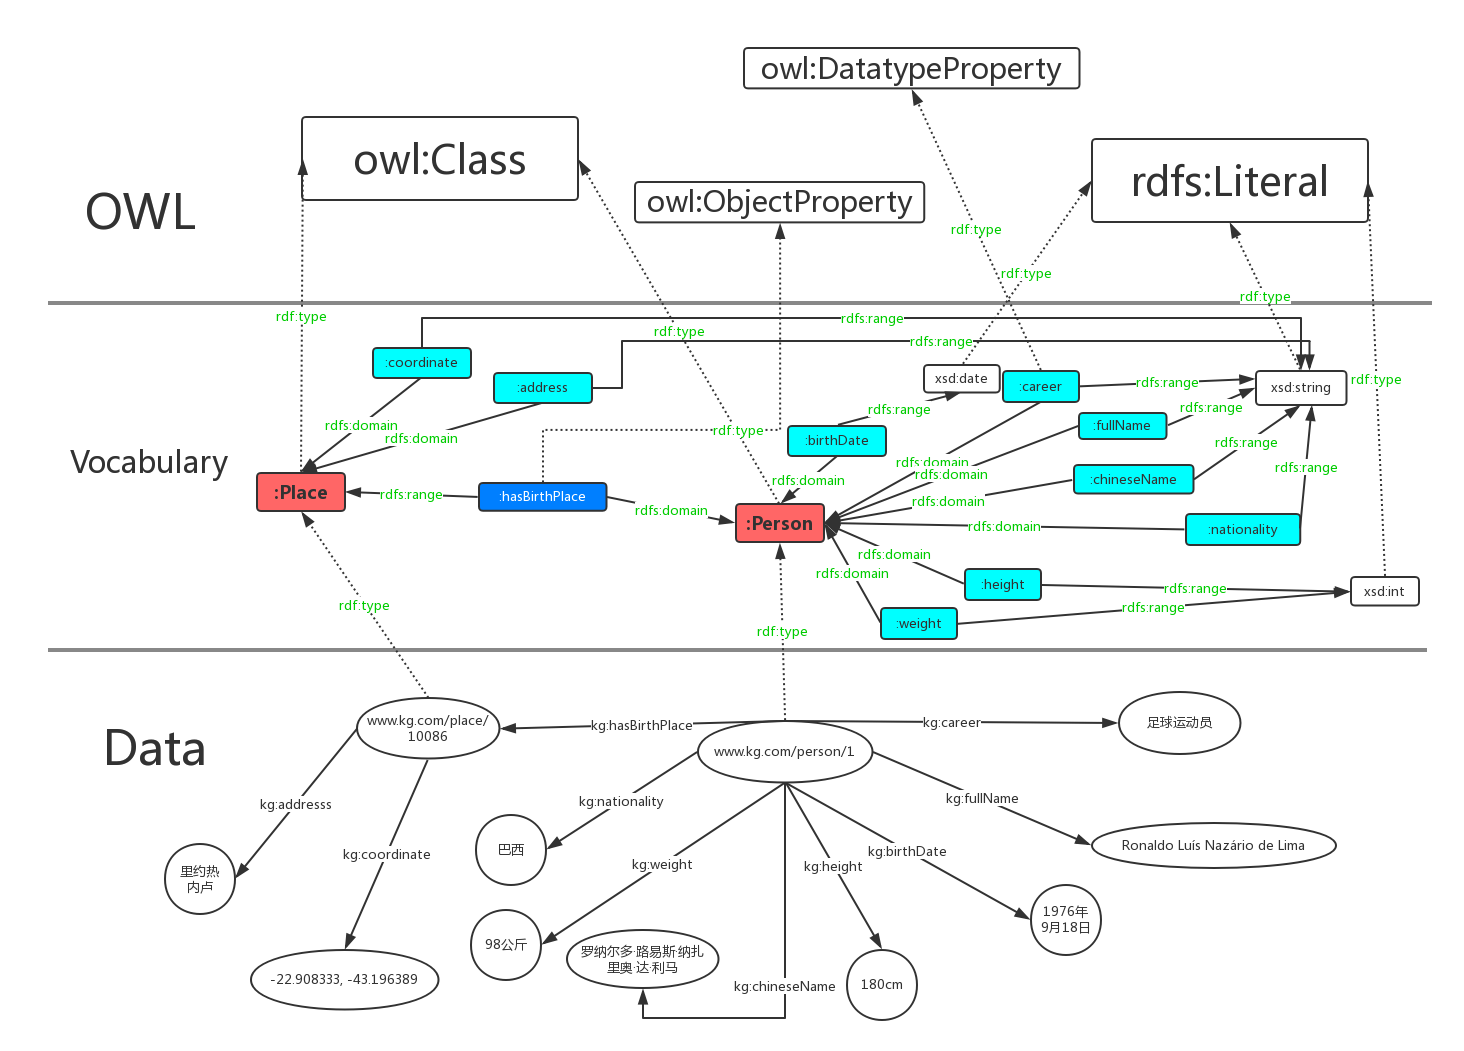 owl:DatatypeProperty
owl:Class
rdfs:Literal
owl:ObjectProperty
OWL
rdf:type
rdf:type
rdf:type
rdf:type
rdfs:range
rdf:type
rdfs:range
:coordinate
:address
xsd:date
:career
rdfs:range
xsd:string
rdf:type
rdfs:range
rdfs:range
rdfs:domain
rdfs:domain
rdf:type
:birthDate
:fullName
rdfs:range
Vocabulary
rdfs:domain
rdfs:domain
rdfs:range
rdfs:domain
:chineseName
:Place
rdfs:range
:hasBirthPlace
rdfs:domain
rdfs:domain
:Person
rdfs:domain
:nationality
rdfs:domain
rdfs:domain
:height
rdfs:range
xsd:int
rdf:type
rdfs:range
:weight
rdf:type
Data
www.kg.com/place/
10086
kg:hasBirthPlace
kg:career
足球运动员
www.kg.com/person/1
kg:addresss
kg:nationality
kg:fullName
kg:coordinate
巴西
kg:weight
kg:height
kg:birthDate
Ronaldo Luís Nazário de Lima
里约热
内卢
1976年
9月18日
98公斤
罗纳尔多·路易斯·纳扎
里奥·达·利马
-22.908333, -43.196389
kg:chineseName
180cm